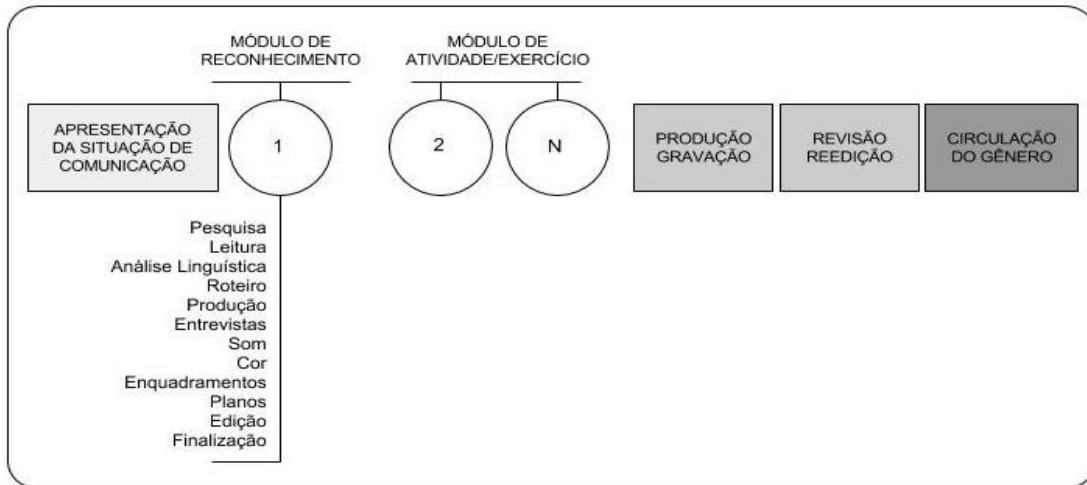 MÓDULO DE
RECONHECIMENTO
MÓDULO DE
ATIVIDADE/EXERCÍCIO
APRESENTAÇÃO
DA SITUAÇÃO DE
COMUNICAÇÃO
1
2
N
PRODUÇÃO
GRAVAÇÃO
REVISÃO
REEDIÇÃO
CIRCULAÇÃO
DO GÊNERO
Pesquisa
Leitura
Análise Linguística
Roteiro
Produção
Entrevistas
Som
Cor
Enquadramentos
Planos
Edição
Finalização